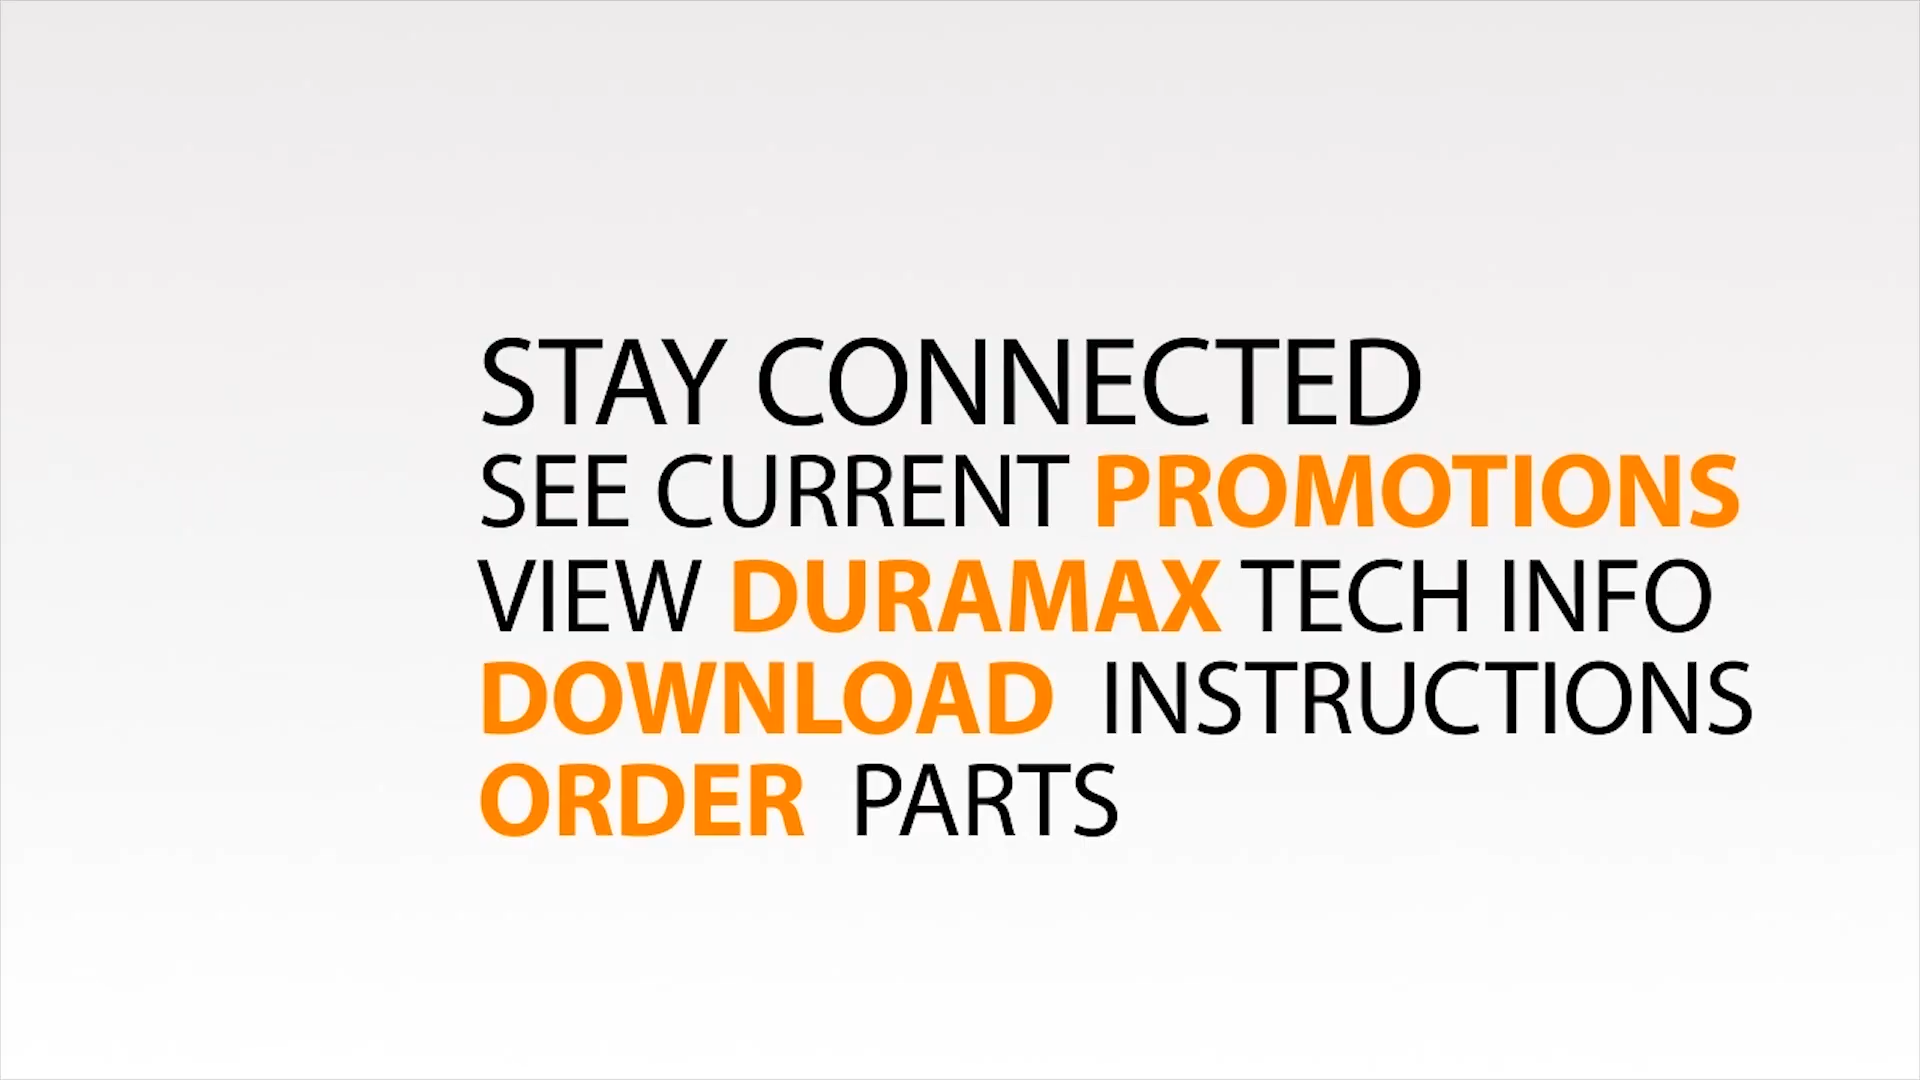 STAY CONNECTED
SEE CURRENT PROMOTIONS
VIEW DURAMAX TECH INFO
DOWNLOAD INSTRUCTIONS
ORDER PARTS